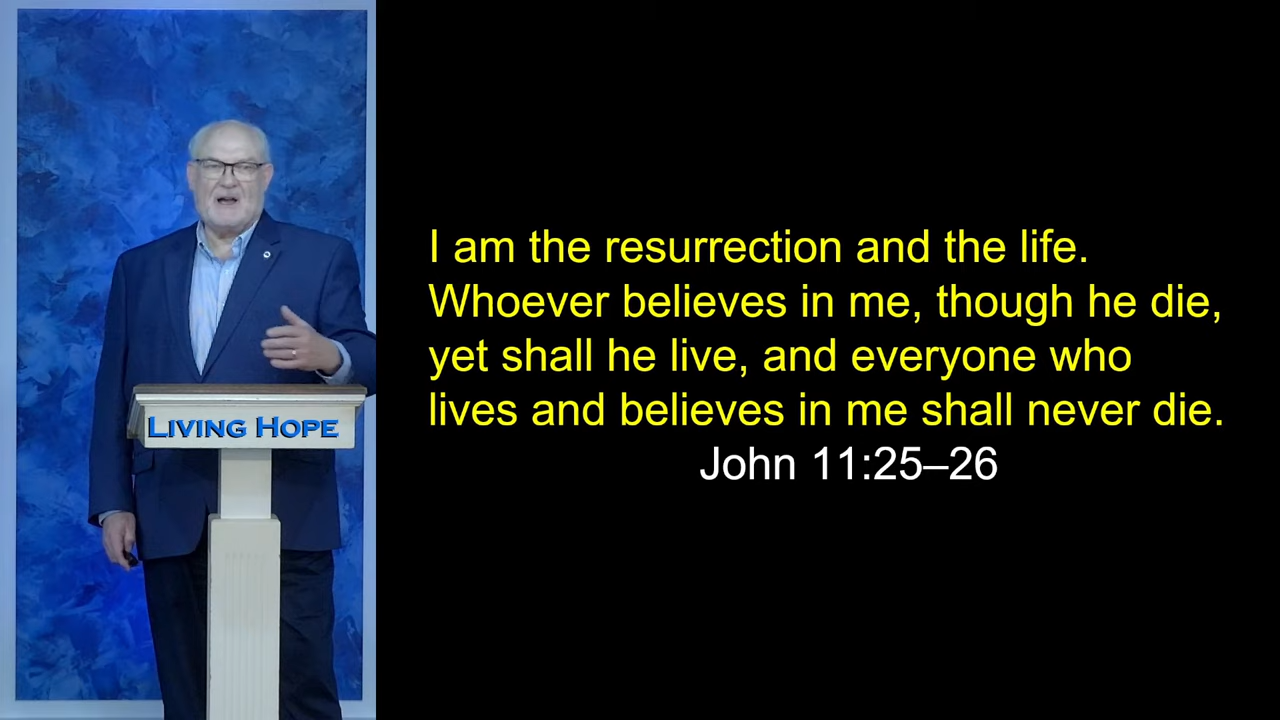 LIVING HOPE
I am the resurrection and the life.
Whoever believes in me, though he die,
yet shall he live, and everyone who
lives and believes in me shall never die.
John 11:25–26